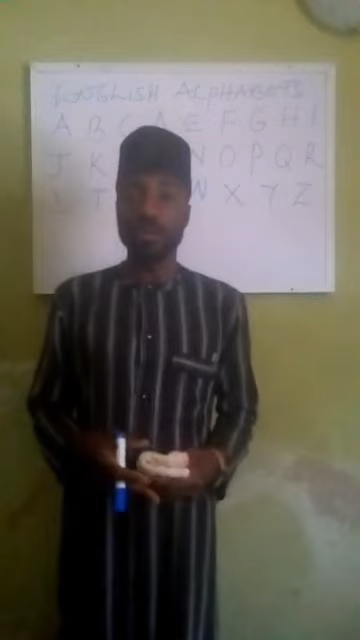 ENGLISH ALPHABETS
A B C D E F G H I
J K N O P Q R
S T W X Y Z